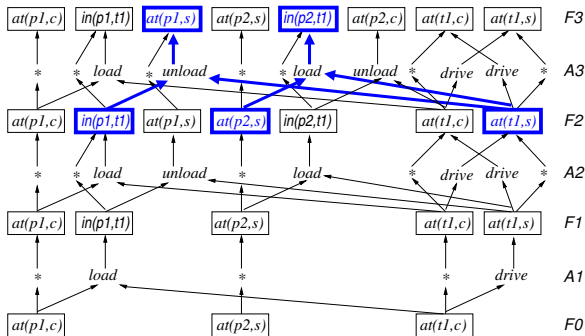 at(p1,c) in(p1,t1) at(p1,s) at(p2,s) in(p2,t1) at(p2,c) at(t1,c) at(t1,s) F3
* * load * unload * * load unload * drive drive * A3
at(p1,c) in(p1,t1) at(p1,s) at(p2,s) in(p2,t1) at(t1,c) at(t1,s) F2
* * load unload * load * drive drive * A2
at(p1,c) in(p1,t1) at(p2,s) at(t1,c) at(t1,s) F1
* load * * drive A1
at(p1,c) at(p2,s) at(t1,c) F0